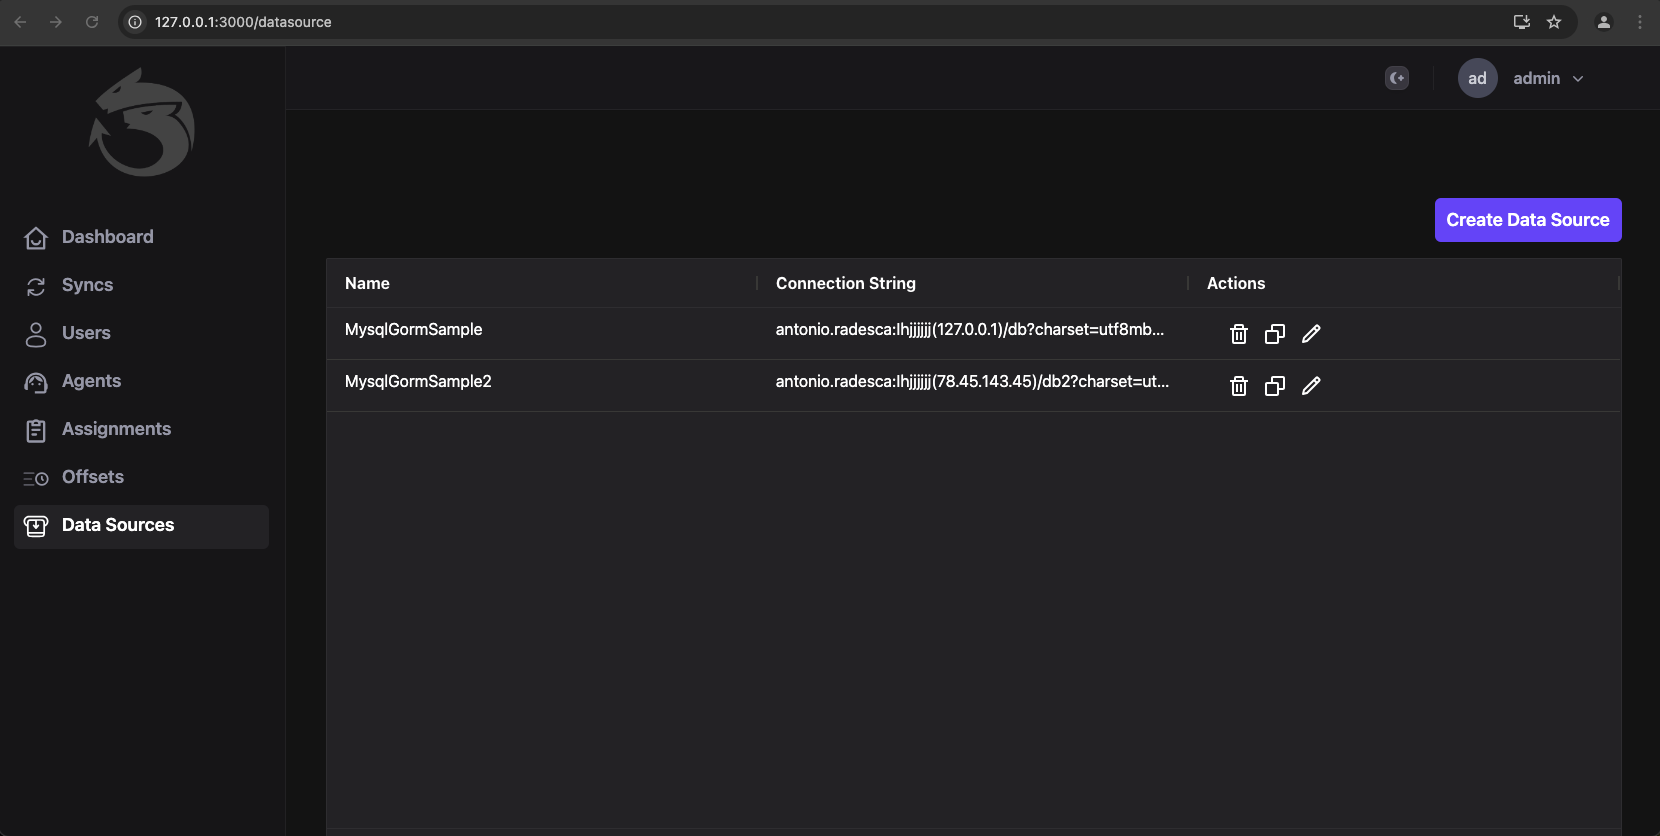 127.0.0.1:3000/datasource
ad admin
Dashboard
Syncs
Users
Agents
Assignments
Offsets
Data Sources
Create Data Source
Name Connection String Actions
MysqlGormSample antonio.radesca:Ihjjjjjj(127.0.0.1)/db?charset=utf8mb...
MysqlGormSample2 antonio.radesca:Ihjjjjjj(78.45.143.45)/db2?charset=ut...